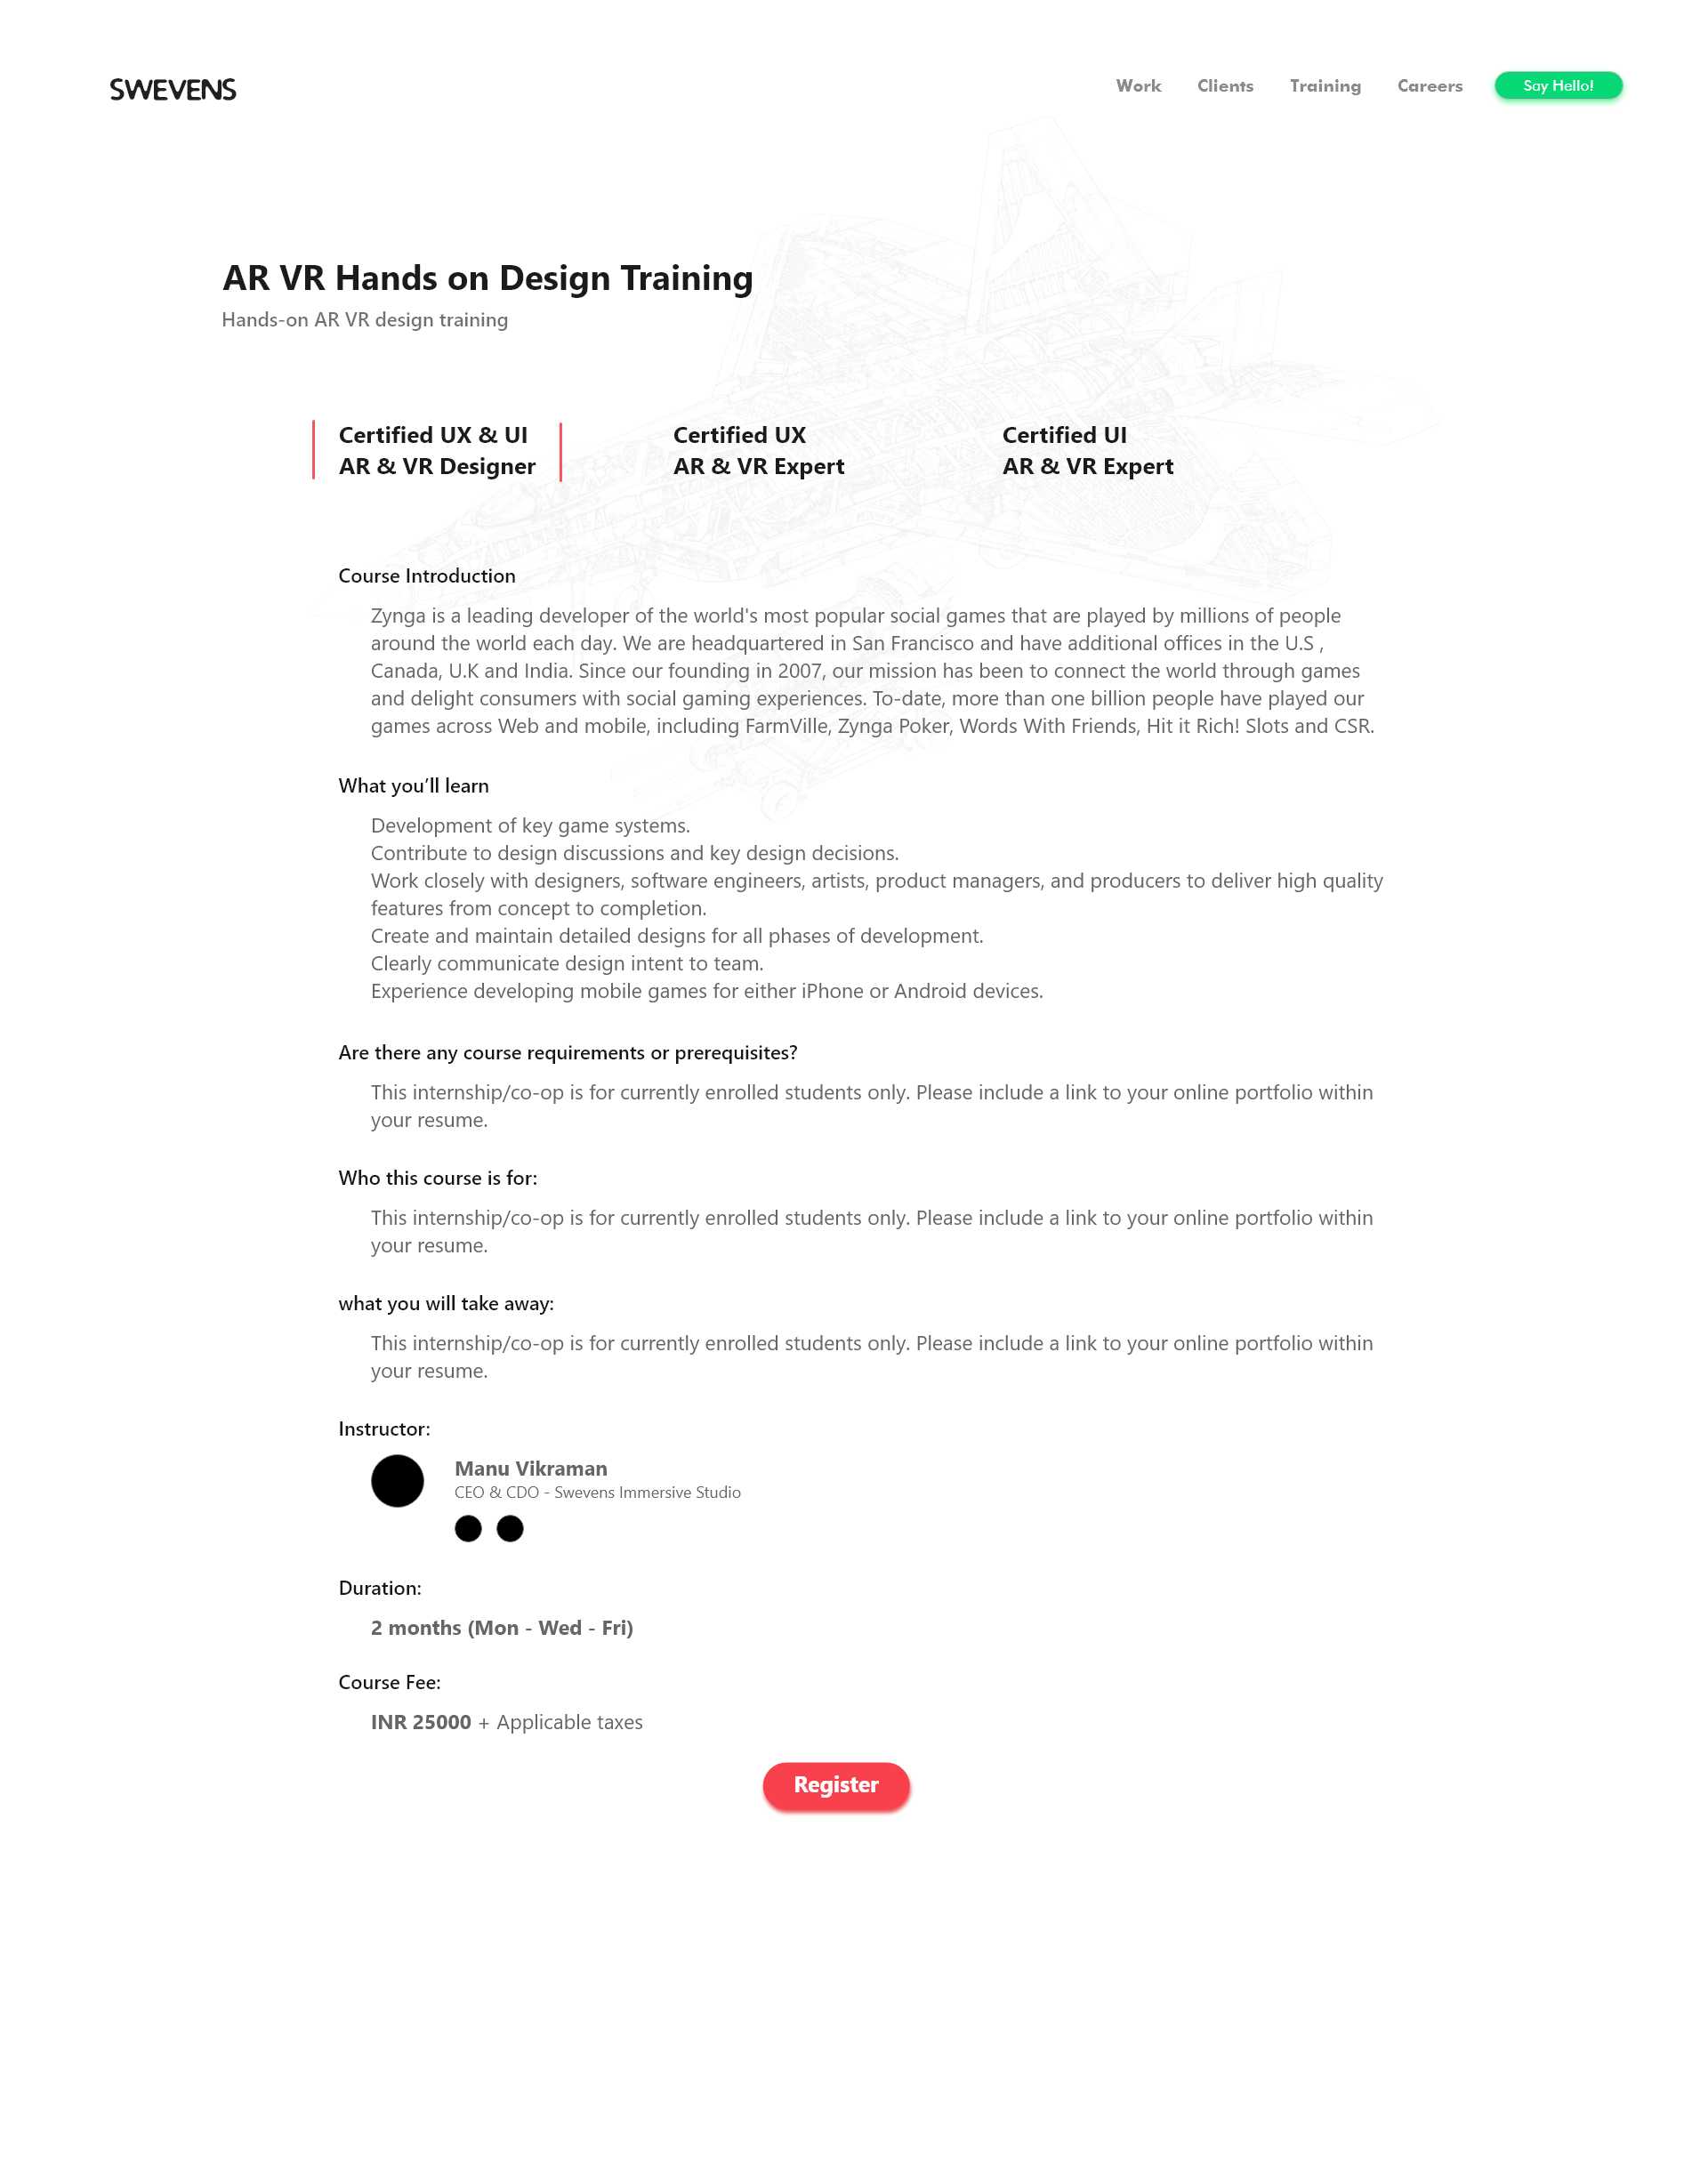 SWEVENS
Work Clients Training Careers Say Hello!
AR VR Hands on Design Training
Hands-on AR VR design training
Certified UX & UI
AR & VR Designer
Certified UX
AR & VR Expert
Certified UI
AR & VR Expert
Course Introduction
Zynga is a leading developer of the world's most popular social games that are played by millions of people
around the world each day. We are headquartered in San Francisco and have additional offices in the U.S ,
Canada, U.K and India. Since our founding in 2007, our mission has been to connect the world through games
and delight consumers with social gaming experiences. To-date, more than one billion people have played our
games across Web and mobile, including FarmVille, Zynga Poker, Words With Friends, Hit it Rich! Slots and CSR.
What you’ll learn
Development of key game systems.
Contribute to design discussions and key design decisions.
Work closely with designers, software engineers, artists, product managers, and producers to deliver high quality
features from concept to completion.
Create and maintain detailed designs for all phases of development.
Clearly communicate design intent to team.
Experience developing mobile games for either iPhone or Android devices.
Are there any course requirements or prerequisites?
This internship/co-op is for currently enrolled students only. Please include a link to your online portfolio within
your resume.
Who this course is for:
This internship/co-op is for currently enrolled students only. Please include a link to your online portfolio within
your resume.
what you will take away:
This internship/co-op is for currently enrolled students only. Please include a link to your online portfolio within
your resume.
Instructor:
Manu Vikraman
CEO & CDO - Swevens Immersive Studio
Duration:
2 months (Mon - Wed - Fri)
Course Fee:
INR 25000 + Applicable taxes
Register